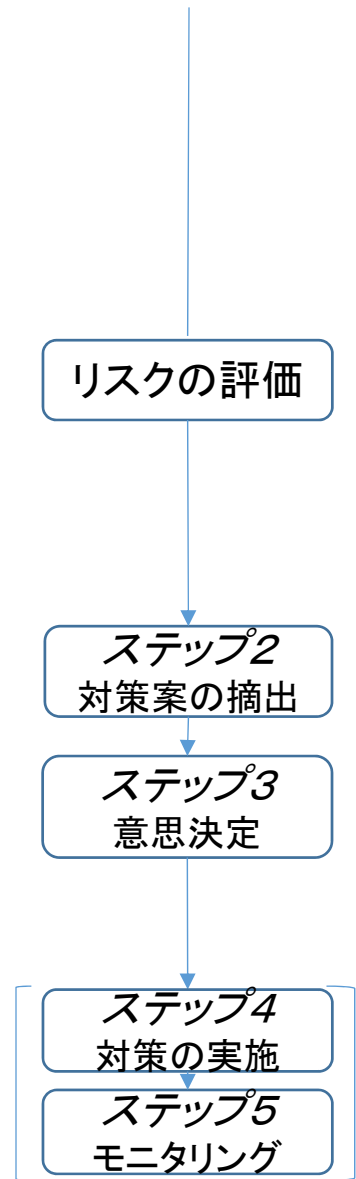 リスクの評価
ステップ2
対策案の摘出
ステップ3
意思決定
ステップ4
対策の実施
ステップ5
モニタリング